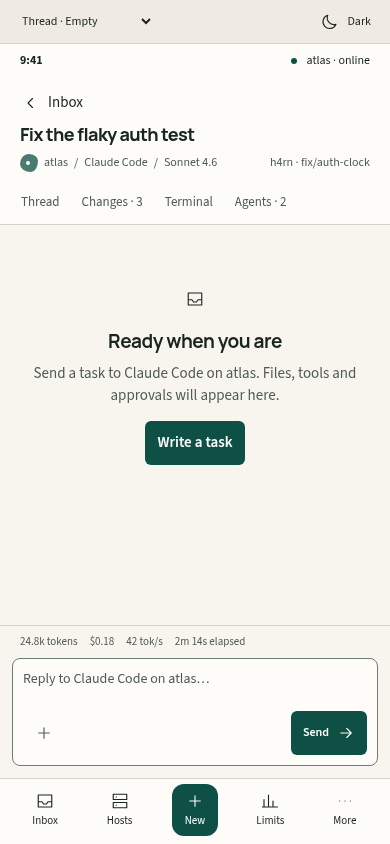 Thread · Empty
Dark
9:41
atlas · online
Inbox
Fix the flaky auth test
atlas / Claude Code / Sonnet 4.6
h4rn · fix/auth-clock
Thread
Changes · 3
Terminal
Agents · 2
Ready when you are
Send a task to Claude Code on atlas. Files, tools and
approvals will appear here.
Write a task
24.8k tokens
$0.18
42 tok/s
2m 14s elapsed
Reply to Claude Code on atlas…
Send
Inbox
Hosts
New
Limits
More